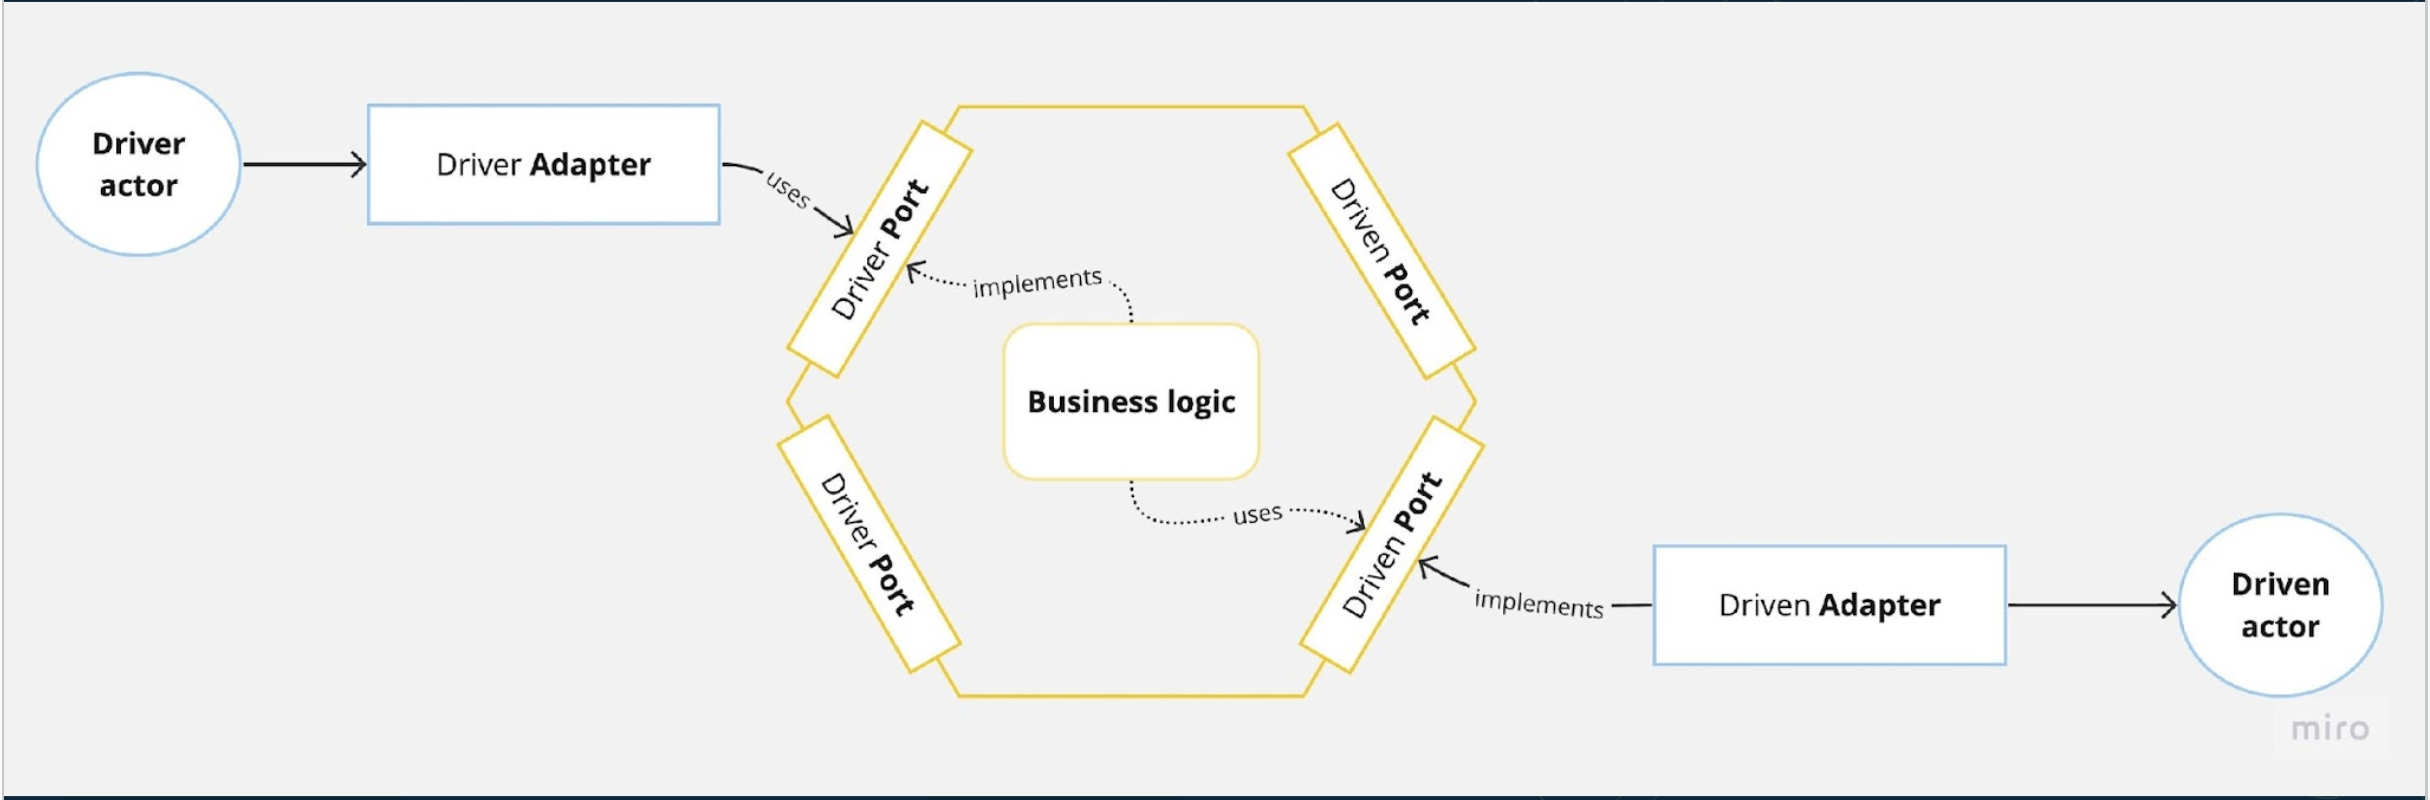 Driver
actor
Driver Adapter
uses
Driver Port
implements
Driven Port
Business logic
Driver Port
uses
Driven Port
implements
Driven Adapter
Driven
actor
miro